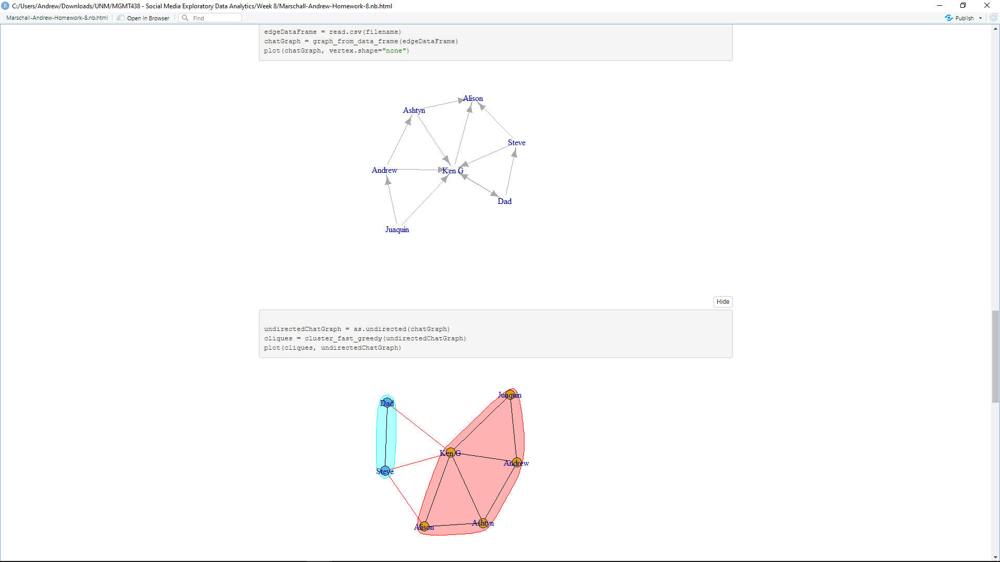 R C:/Users/Andrew/Downloads/UNM/MGMT438 - Social Media Exploratory Data Analytics/Week 8/Marschall-Andrew-Homework-8.nb.html
Marschall-Andrew-Homework-8.nb.html Open in Browser Find Publish
edgeDataFrame = read.csv(filename)
chatGraph = graph_from_data_frame(edgeDataFrame)
plot(chatGraph, vertex.shape="none")
Alison
Ashtyn
Steve
Andrew Ken G
Dad
Juaquin
Hide
undirectedChatGraph = as.undirected(chatGraph)
cliques = cluster_fast_greedy(undirectedChatGraph)
plot(cliques, undirectedChatGraph)
Juaquin
Dad
Ken G
Andrew
Steve
Ashtyn
Alison